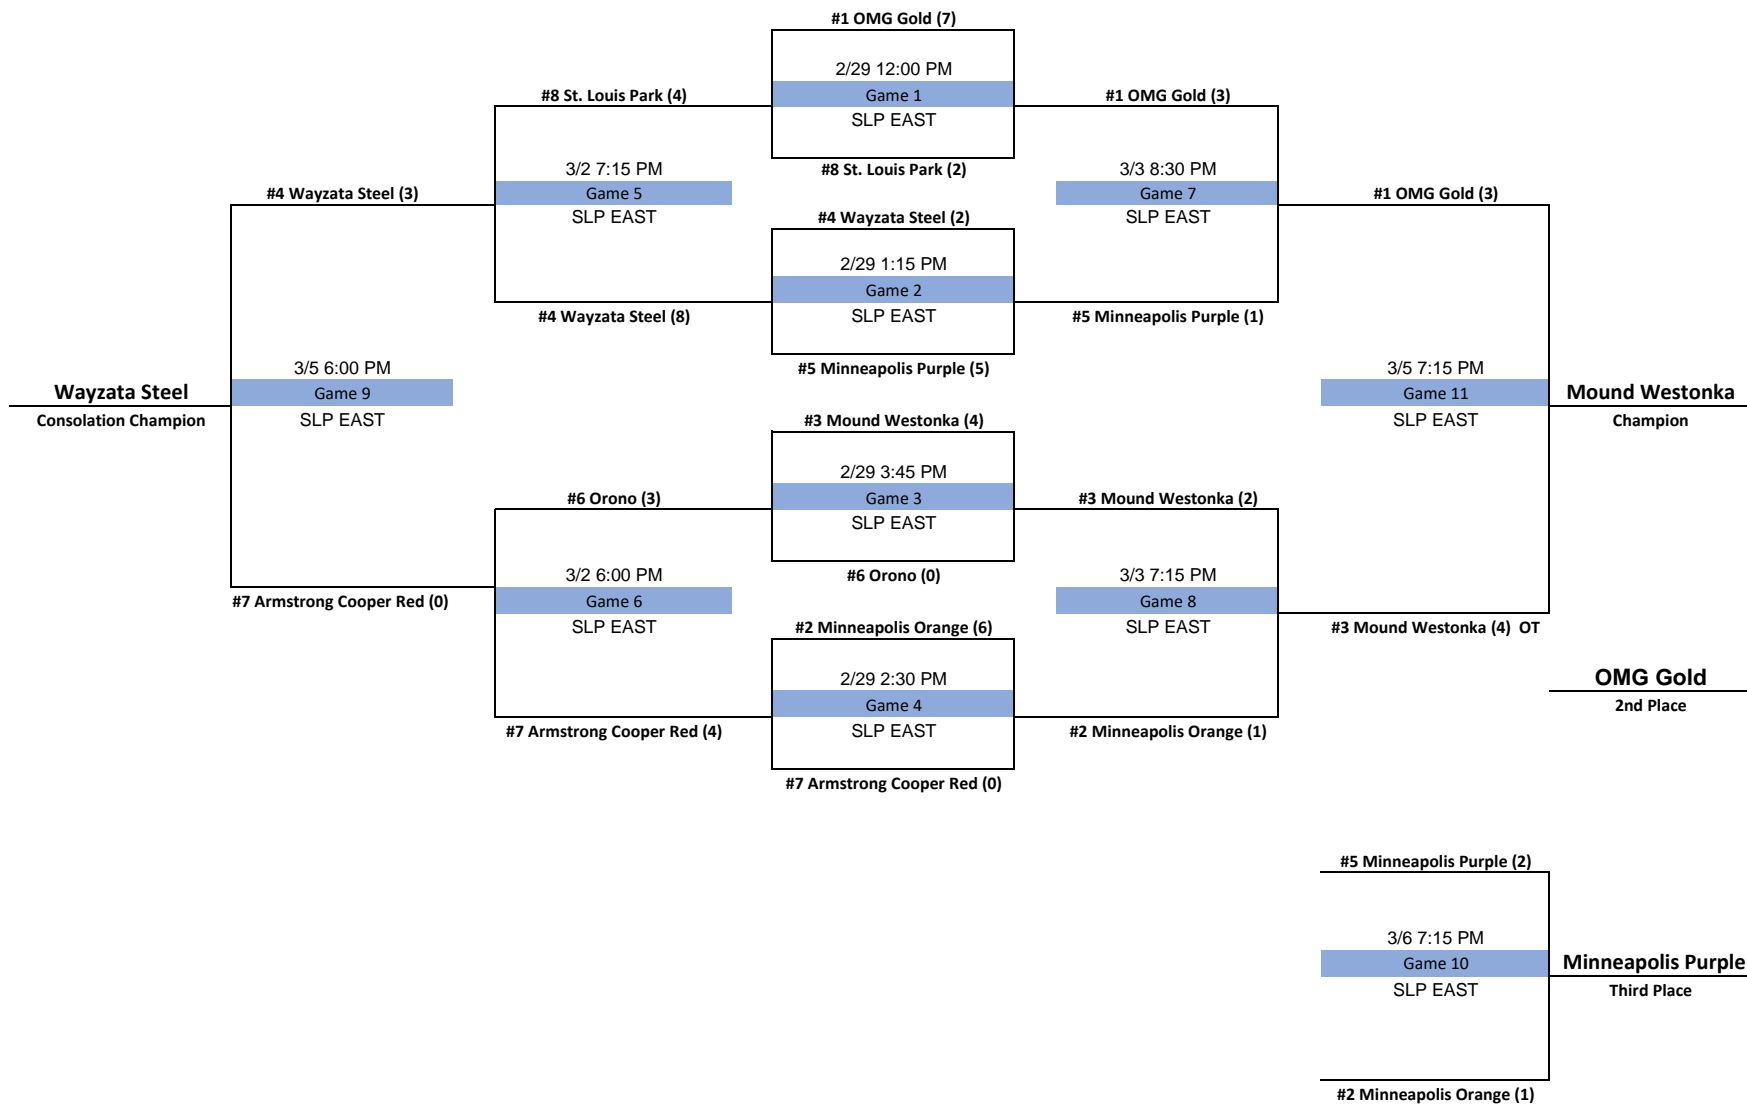 #1 OMG Gold (7)
2/29 12:00 PM
#8 St. Louis Park (4)
Game 1
#1 OMG Gold (3)
SLP EAST
#8 St. Louis Park (2)
3/2 7:15 PM
3/3 8:30 PM
#4 Wayzata Steel (3)
Game 5
Game 7
#1 OMG Gold (3)
SLP EAST
#4 Wayzata Steel (2)
SLP EAST
2/29 1:15 PM
Game 2
#4 Wayzata Steel (8)
SLP EAST
#5 Minneapolis Purple (1)
3/5 6:00 PM
#5 Minneapolis Purple (5)
3/5 7:15 PM
Wayzata Steel
Game 9
Game 11
Mound Westonka
Consolation Champion
SLP EAST
#3 Mound Westonka (4)
SLP EAST
Champion
2/29 3:45 PM
#6 Orono (3)
Game 3
#3 Mound Westonka (2)
SLP EAST
3/2 6:00 PM
#6 Orono (0)
3/3 7:15 PM
#7 Armstrong Cooper Red (0)
Game 6
Game 8
SLP EAST
#2 Minneapolis Orange (6)
SLP EAST
#3 Mound Westonka (4) OT
2/29 2:30 PM
OMG Gold
Game 4
2nd Place
#7 Armstrong Cooper Red (4)
SLP EAST
#2 Minneapolis Orange (1)
#7 Armstrong Cooper Red (0)
#5 Minneapolis Purple (2)
3/6 7:15 PM
Game 10
Minneapolis Purple
SLP EAST
Third Place
#2 Minneapolis Orange (1)